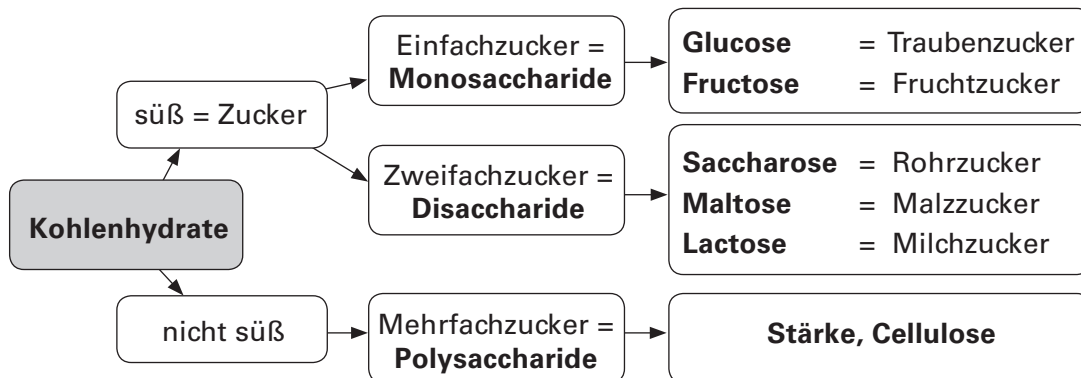 Kohlenhydrate
süß = Zucker
Einfachzucker =
Monosaccharide
Glucose = Traubenzucker
Fructose = Fruchtzucker
Zweifachzucker =
Disaccharide
Saccharose = Rohrzucker
Maltose = Malzzucker
Lactose = Milchzucker
nicht süß
Mehrfachzucker =
Polysaccharide
Stärke, Cellulose